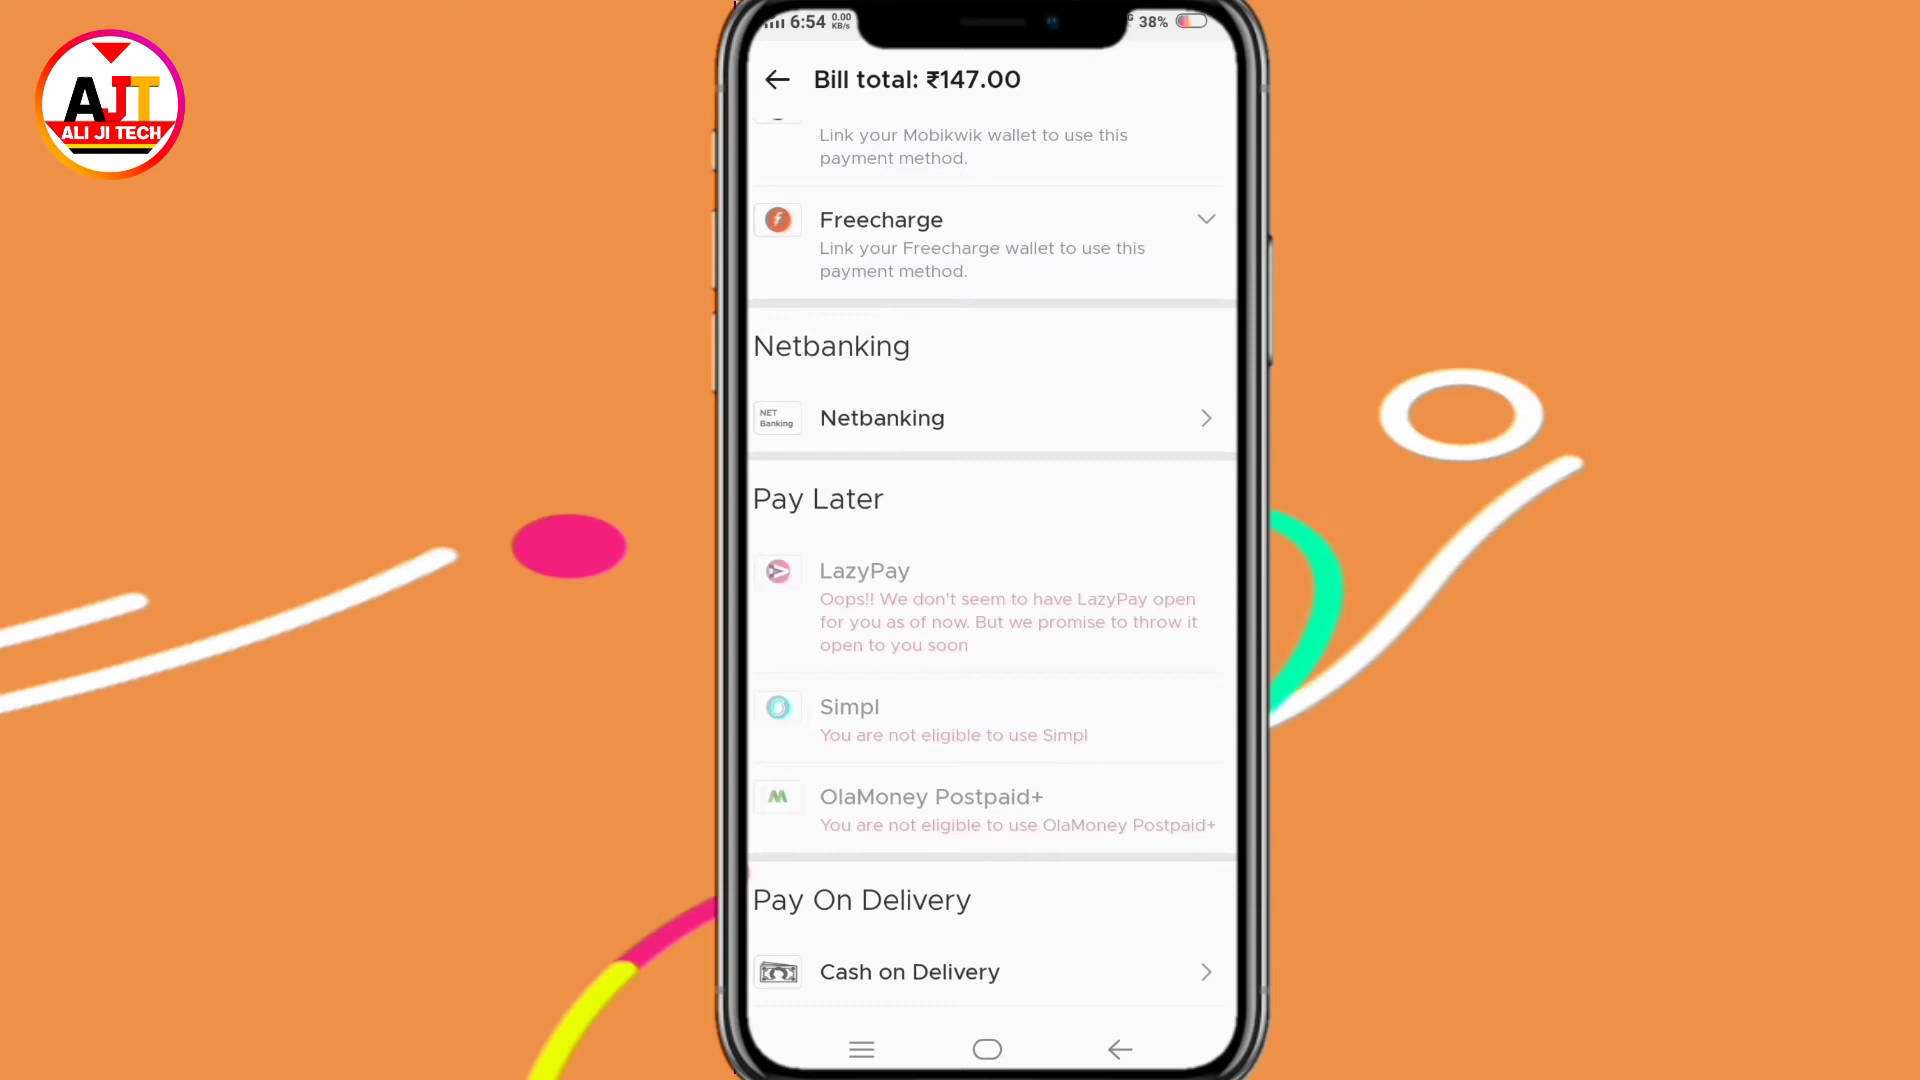 AJT
ALI JI TECH
6:54 0.00 KB/s
38%
Bill total: ₹147.00
Link your Mobikwik wallet to use this
payment method.
Freecharge
Link your Freecharge wallet to use this
payment method.
Netbanking
NET
Banking
Netbanking
Pay Later
LazyPay
Oops!! We don't seem to have LazyPay open
for you as of now. But we promise to throw it
open to you soon
Simpl
You are not eligible to use Simpl
OlaMoney Postpaid+
You are not eligible to use OlaMoney Postpaid+
Pay On Delivery
Cash on Delivery